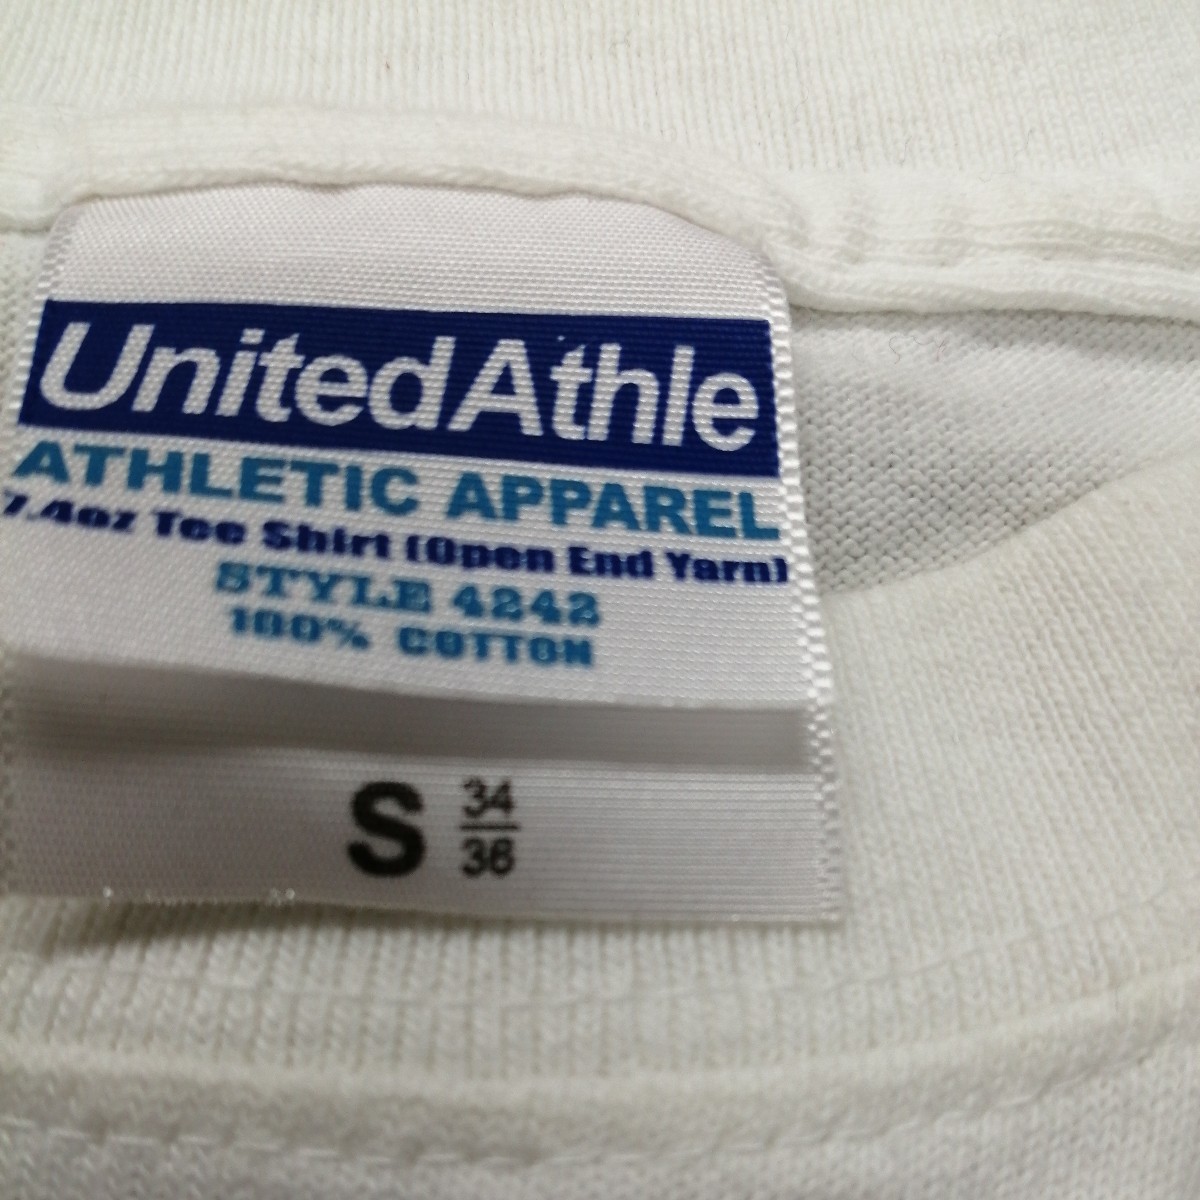 UnitedAthle
ATHLETIC APPAREL
7.4oz Tee Shirt (Open End Yarn)
STYLE 4242
100% COTTON
S 34
36